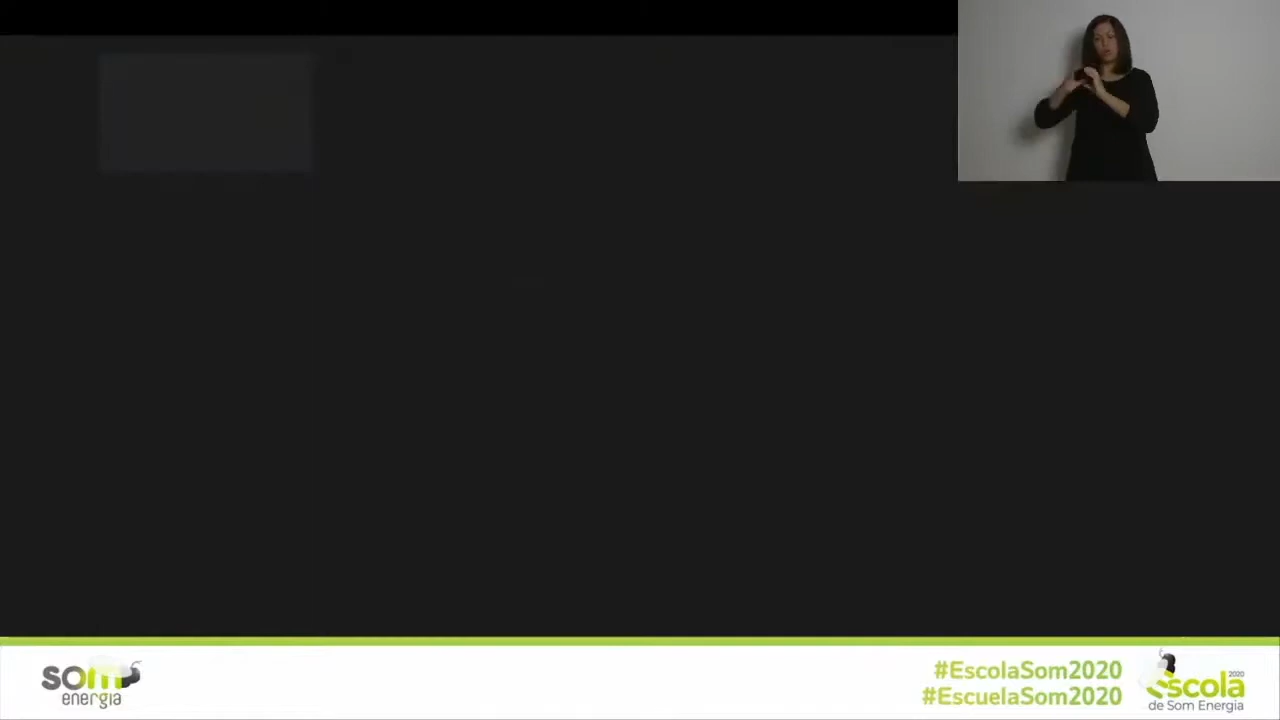 som
energia
#EscolaSom2020
#EscuelaSom2020
2020
escola
de Som Energia